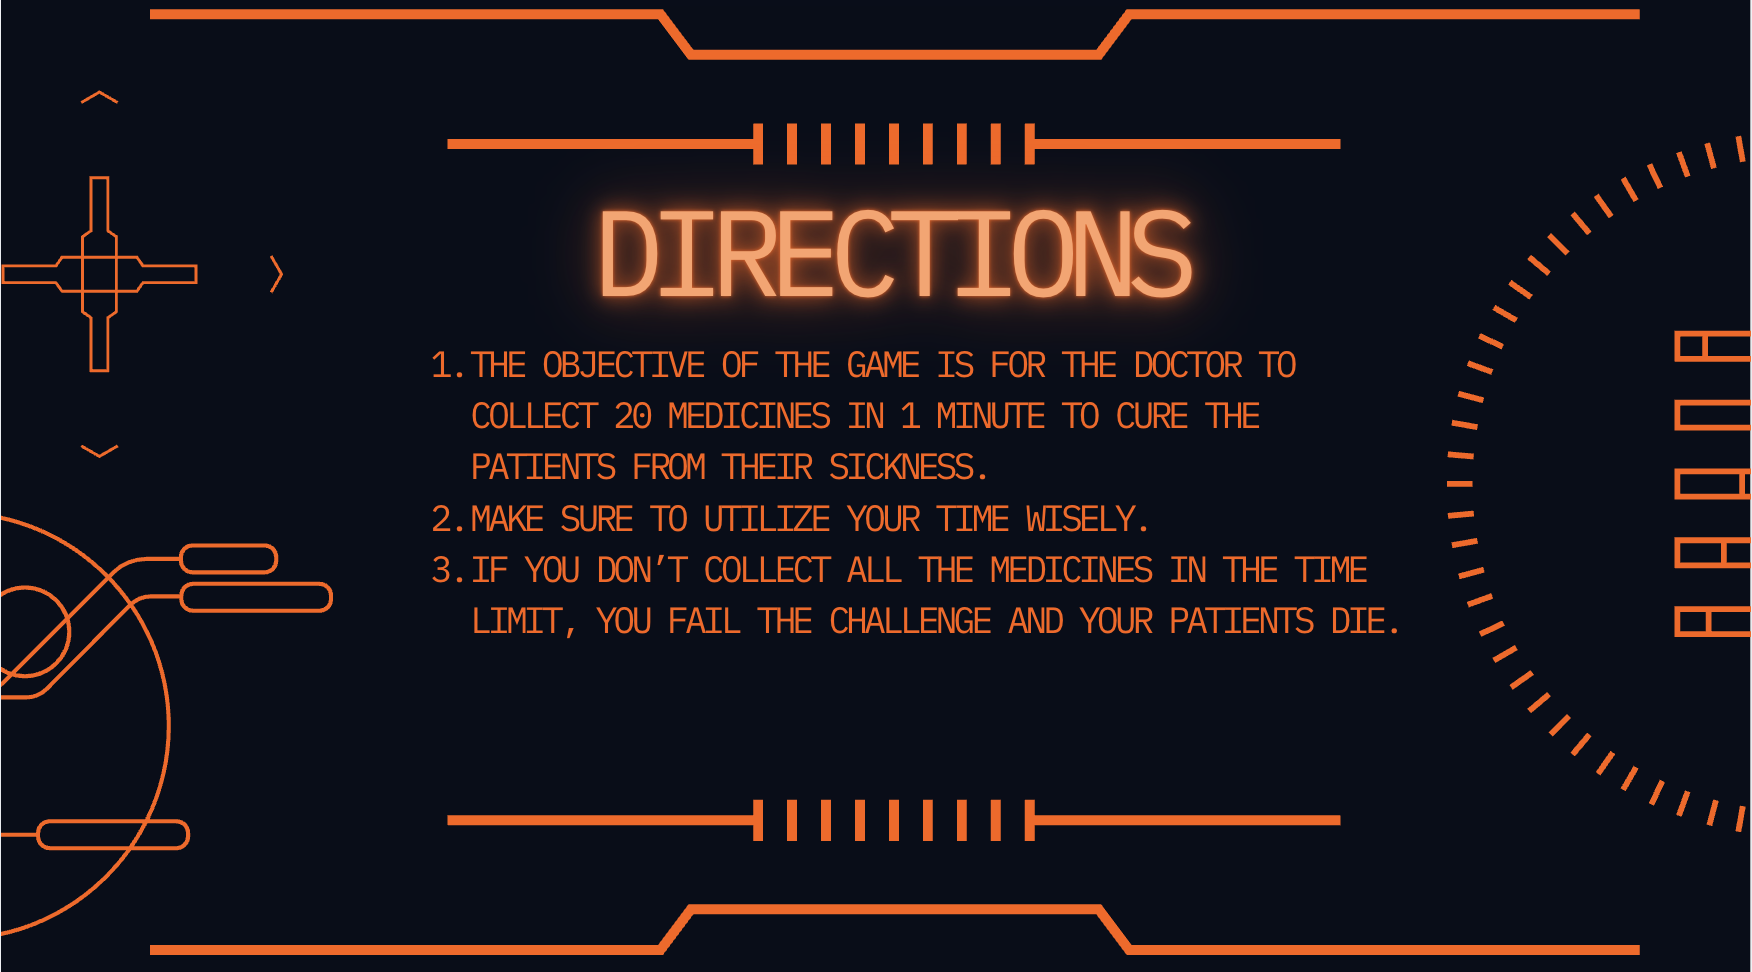 DIRECTIONS
1. THE OBJECTIVE OF THE GAME IS FOR THE DOCTOR TO
COLLECT 20 MEDICINES IN 1 MINUTE TO CURE THE
PATIENTS FROM THEIR SICKNESS.
2. MAKE SURE TO UTILIZE YOUR TIME WISELY.
3. IF YOU DON’T COLLECT ALL THE MEDICINES IN THE TIME
LIMIT, YOU FAIL THE CHALLENGE AND YOUR PATIENTS DIE.